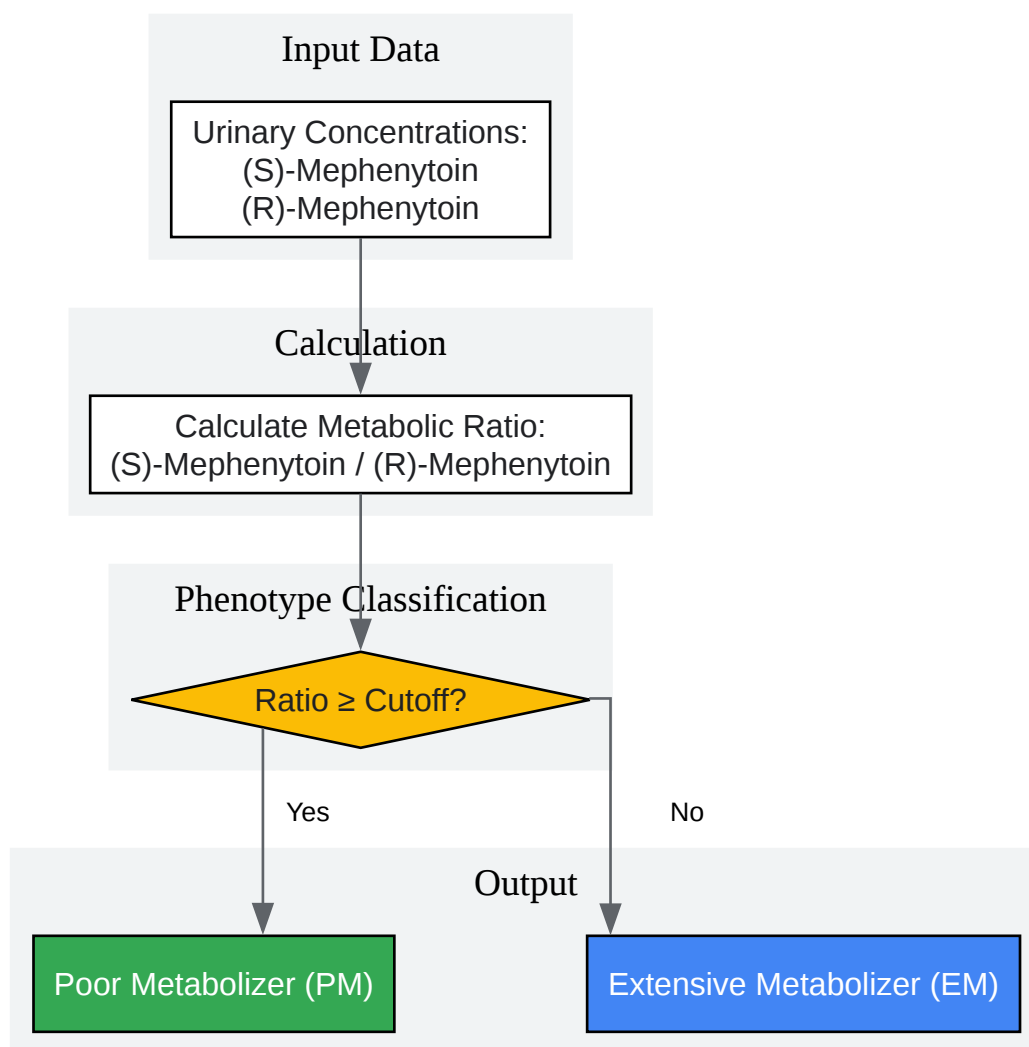 Input Data
Urinary Concentrations:
(S)-Mephenytoin
(R)-Mephenytoin
Calculation
Calculate Metabolic Ratio:
(S)-Mephenytoin / (R)-Mephenytoin
Phenotype Classification
Ratio ≥ Cutoff?
Yes
No
Output
Poor Metabolizer (PM)
Extensive Metabolizer (EM)